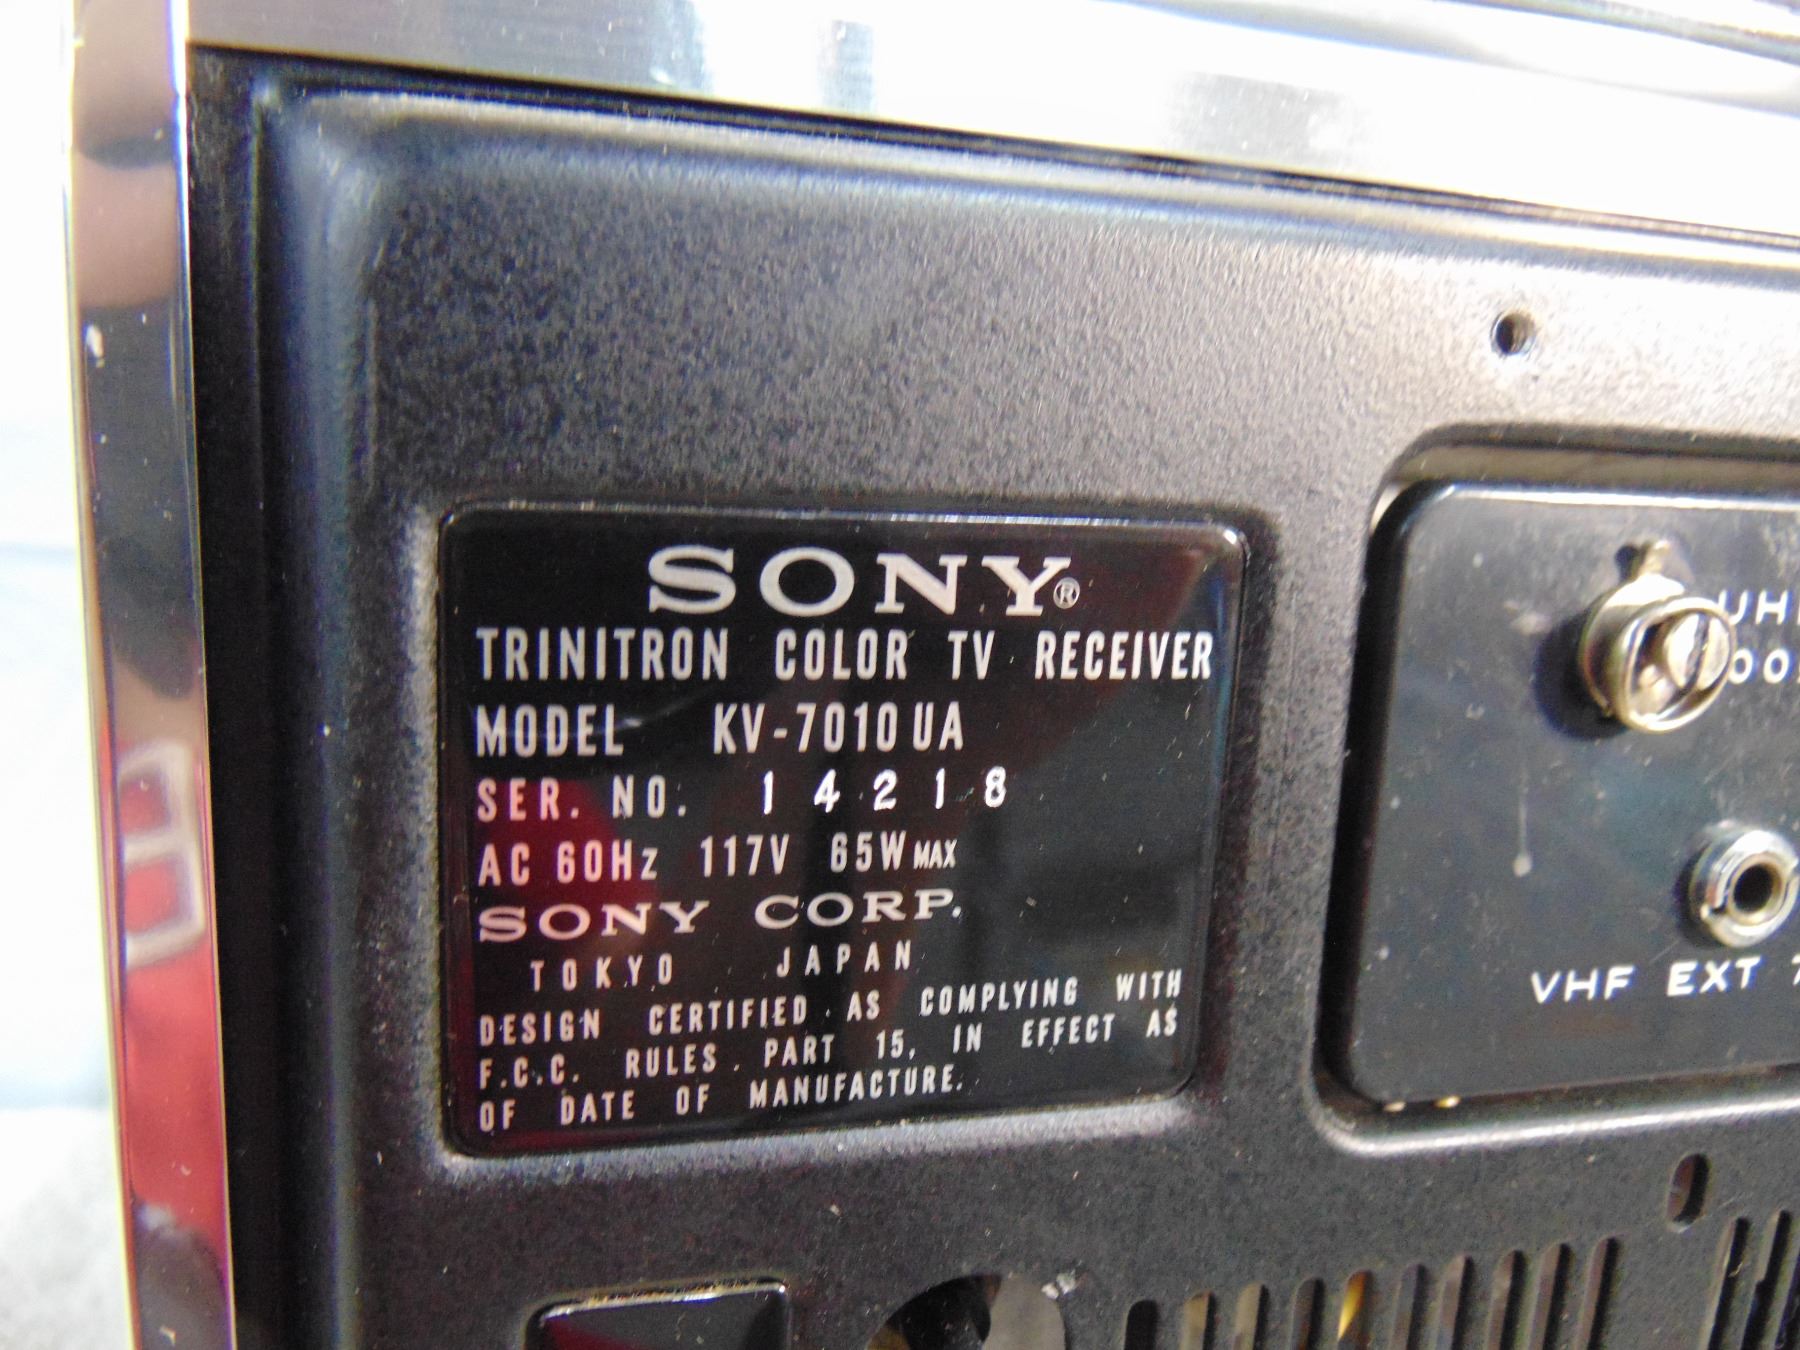 SONY®
TRINITRON COLOR TV RECEIVER
MODEL KV-7010UA
SER. NO. 14218
AC 60Hz 117V 65W MAX
SONY CORP.
TOKYO JAPAN
DESIGN CERTIFIED AS COMPLYING WITH
F.C.C. RULES. PART 15, IN EFFECT AS
OF DATE OF MANUFACTURE.
VHF EXT